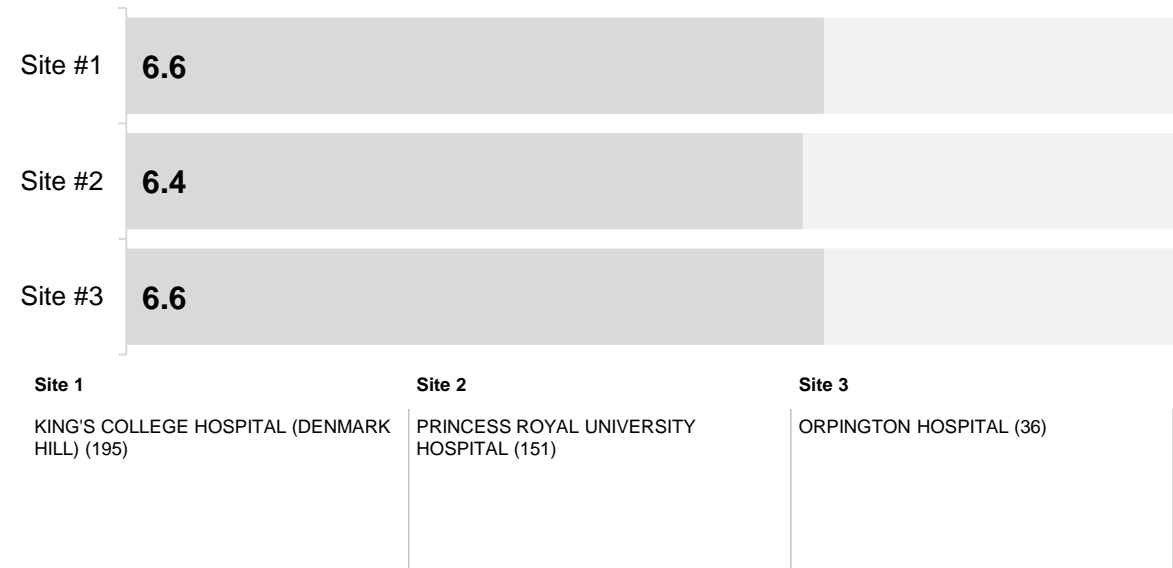 Site #1
6.6
Site #2
6.4
Site #3
6.6
Site 1
KING'S COLLEGE HOSPITAL (DENMARK
HILL) (195)
Site 2
PRINCESS ROYAL UNIVERSITY
HOSPITAL (151)
Site 3
ORPINGTON HOSPITAL (36)